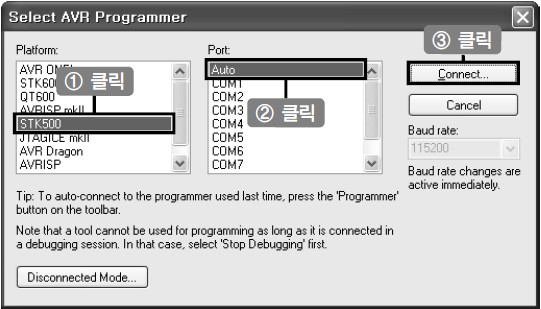 Select AVR Programmer
Platform:
Port:
③ 클릭
AVR ONE!
STK600
① 클릭
QT600
AVRISP mkII
STK500
JTAGICE mkII
AVR Dragon
AVRISP
Auto
COM1
COM2
② 클릭
COM3
COM4
COM5
COM6
COM7
Connect...
Cancel
Baud rate:
115200
Baud rate changes are
active immediately.
Tip: To auto-connect to the programmer used last time, press the 'Programmer'
button on the toolbar.
Note that a tool cannot be used for programming as long as it is connected in
a debugging session. In that case, select 'Stop Debugging' first.
Disconnected Mode...